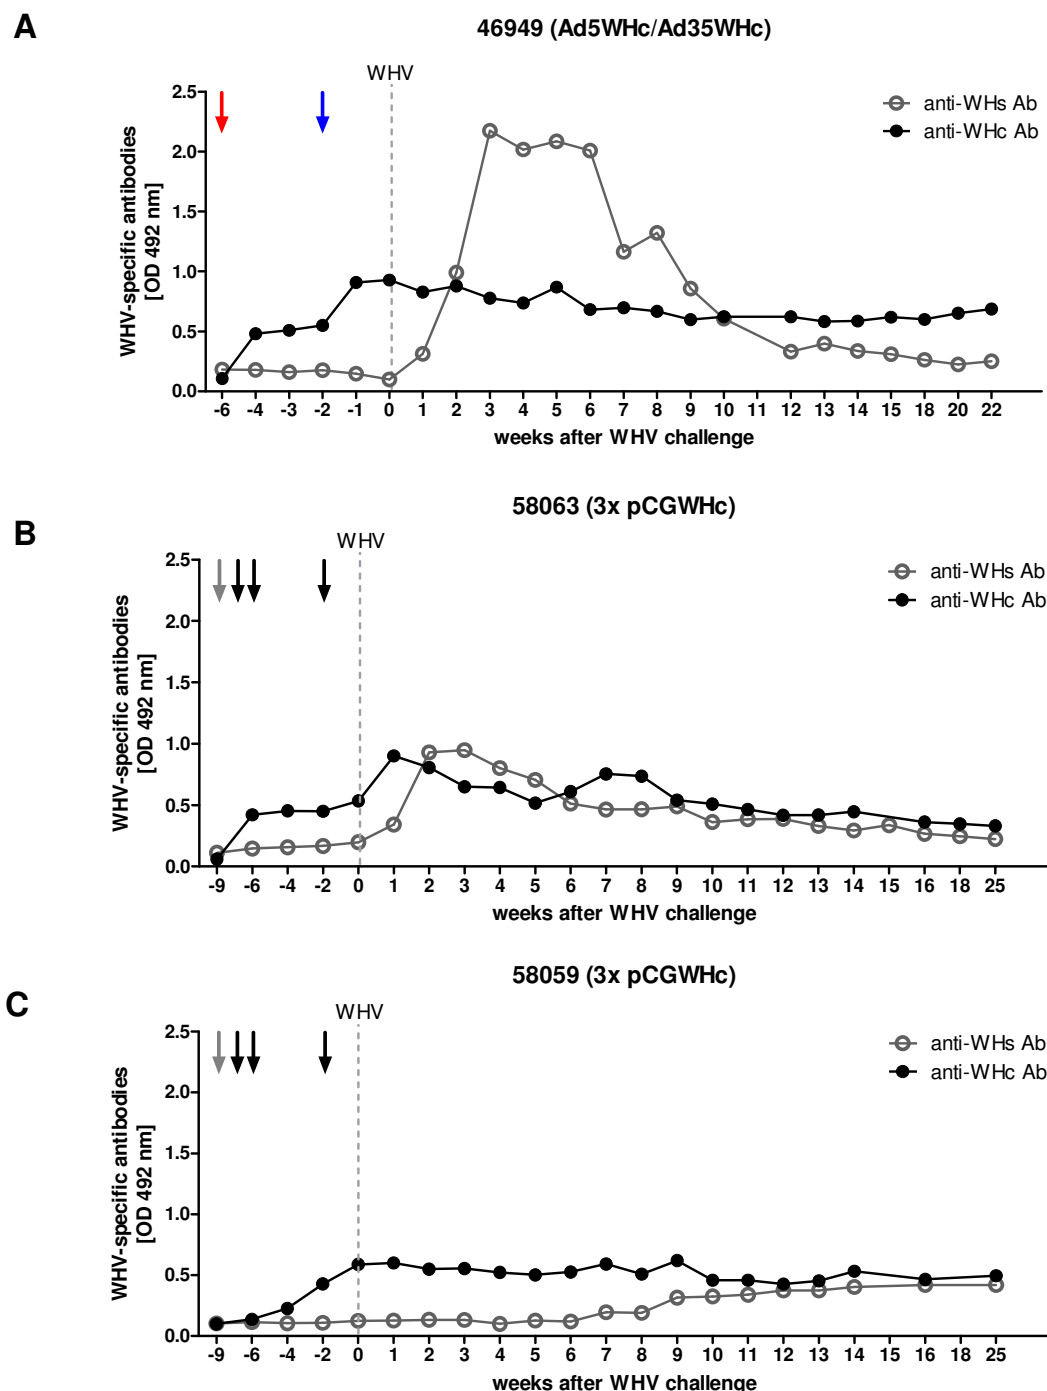 A
46949 (Ad5WHc/Ad35WHc)
WHV
anti-WHs Ab
anti-WHc Ab
WHV-specific antibodies
[OD 492 nm]
2.5
2.0
1.5
1.0
0.5
0.0
-6 -4 -3 -2 -1 0 1 2 3 4 5 6 7 8 9 10 11 12 13 14 15 18 20 22
weeks after WHV challenge
B
58063 (3x pCGWHc)
WHV
anti-WHs Ab
anti-WHc Ab
WHV-specific antibodies
[OD 492 nm]
2.5
2.0
1.5
1.0
0.5
0.0
-9 -6 -4 -2 0 1 2 3 4 5 6 7 8 9 10 11 12 13 14 15 16 18 25
weeks after WHV challenge
C
58059 (3x pCGWHc)
WHV
anti-WHs Ab
anti-WHc Ab
WHV-specific antibodies
[OD 492 nm]
2.5
2.0
1.5
1.0
0.5
0.0
-9 -6 -4 -2 0 1 2 3 4 5 6 7 8 9 10 11 12 13 14 15 16 18 25
weeks after WHV challenge